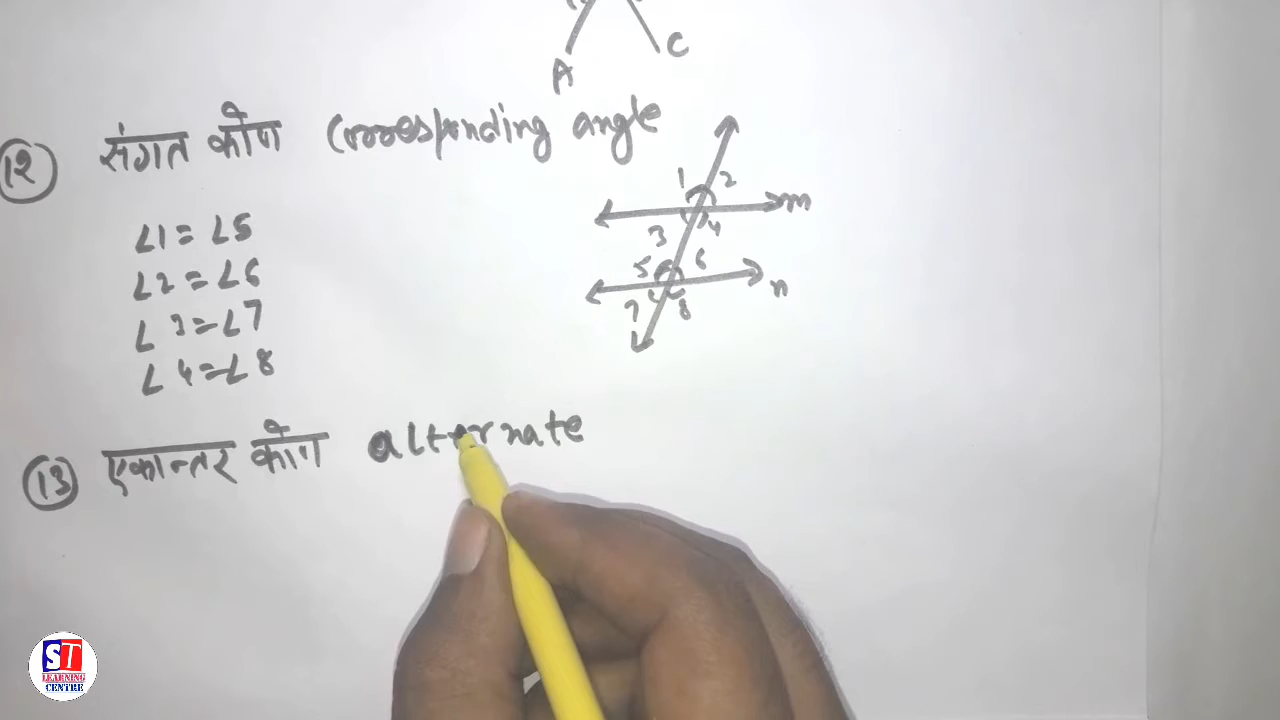 A
C
12 संगत कोण Corresponding angle
∠1 = ∠5
∠2 = ∠6
∠3 = ∠7
∠4 = ∠8
1 2
m
3 4
5 6
n
7 8
13 एकान्तर कोण alternate
ST
LEARNING
CENTRE